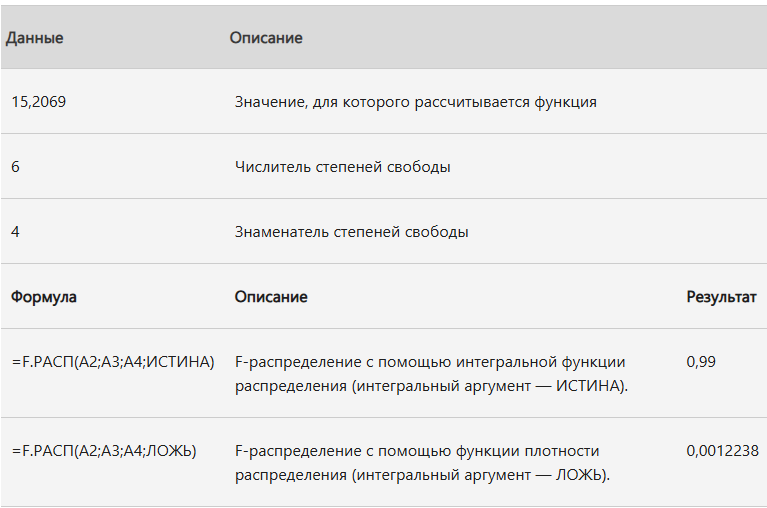 Данные Описание
15,2069 Значение, для которого рассчитывается функция
6 Числитель степеней свободы
4 Знаменатель степеней свободы
Формула Описание Результат
=F.РАСП(A2;A3;A4;ИСТИНА) F-распределение с помощью интегральной функции 0,99
распределения (интегральный аргумент — ИСТИНА).
=F.РАСП(A2;A3;A4;ЛОЖЬ) F-распределение с помощью функции плотности 0,0012238
распределения (интегральный аргумент — ЛОЖЬ).